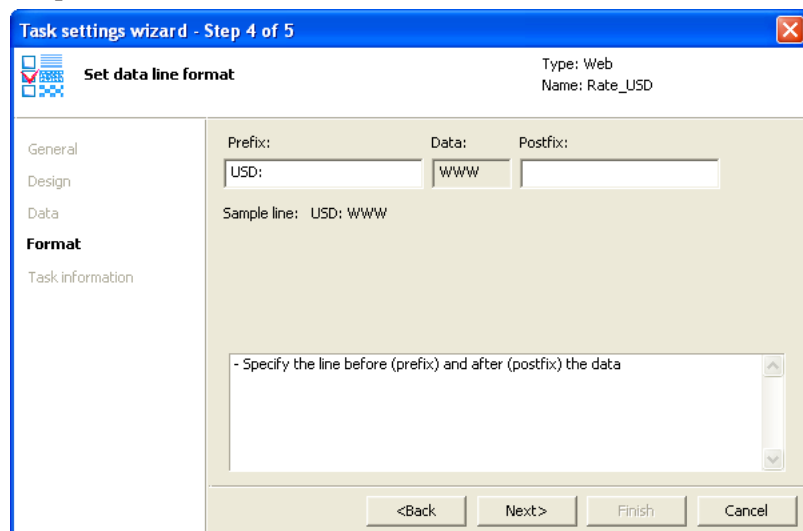 Task settings wizard - Step 4 of 5
Set data line format
Type: Web
Name: Rate_USD
General
Design
Data
Format
Task information
Prefix: Data: Postfix:
USD: WWW
Sample line: USD: WWW
- Specify the line before (prefix) and after (postfix) the data
<Back Next> Finish Cancel